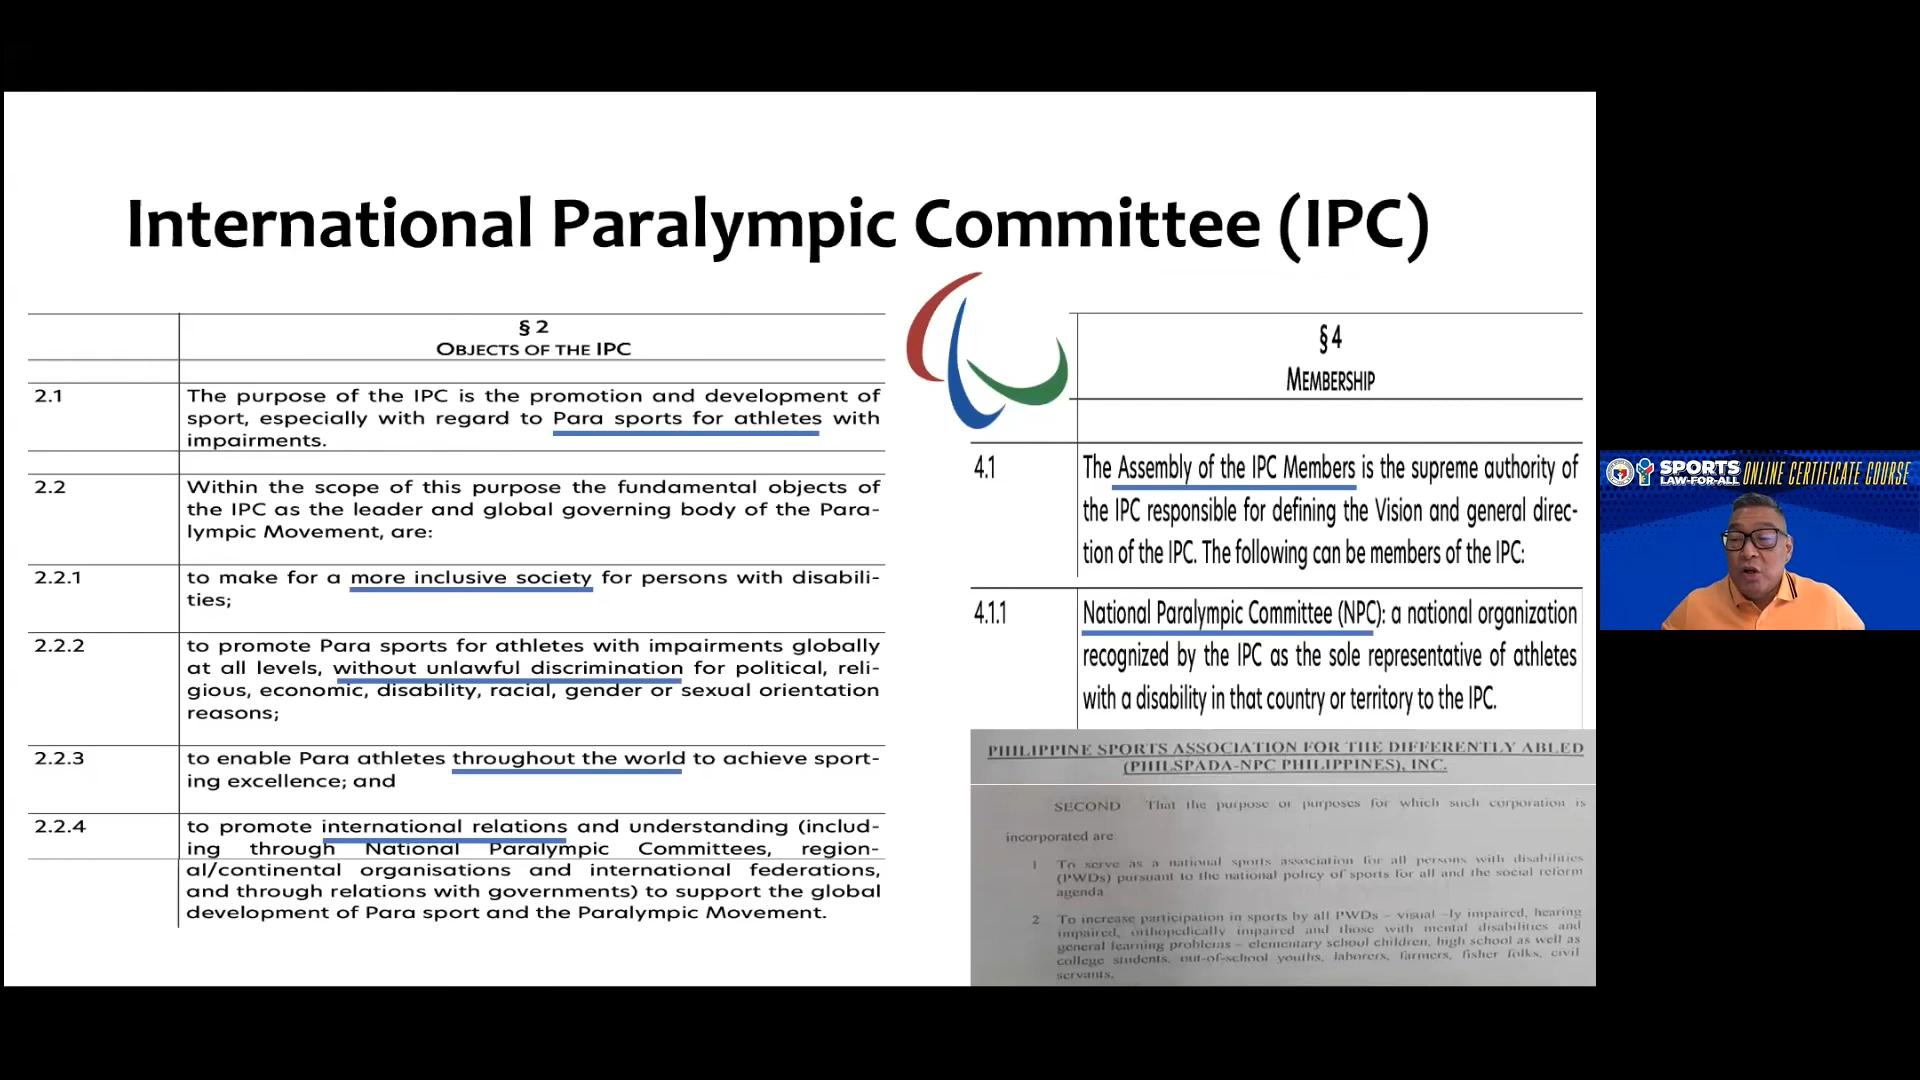 International Paralympic Committee (IPC)
§ 2
OBJECTS OF THE IPC
2.1
The purpose of the IPC is the promotion and development of
sport, especially with regard to Para sports for athletes with
impairments.
2.2
Within the scope of this purpose the fundamental objects of
the IPC as the leader and global governing body of the Para-
lympic Movement, are:
2.2.1
to make for a more inclusive society for persons with disabili-
ties;
2.2.2
to promote Para sports for athletes with impairments globally
at all levels, without unlawful discrimination for political, reli-
gious, economic, disability, racial, gender or sexual orientation
reasons;
2.2.3
to enable Para athletes throughout the world to achieve sport-
ing excellence; and
2.2.4
to promote international relations and understanding (includ-
ing through National Paralympic Committees, region-
al/continental organisations and international federations,
and through relations with governments) to support the global
development of Para sport and the Paralympic Movement.
§ 4
MEMBERSHIP
4.1
The Assembly of the IPC Members is the supreme authority of
the IPC responsible for defining the Vision and general direc-
tion of the IPC. The following can be members of the IPC:
4.1.1
National Paralympic Committee (NPC): a national organization
recognized by the IPC as the sole representative of athletes
with a disability in that country or territory to the IPC.
PHILIPPINE SPORTS ASSOCIATION FOR THE DIFFERENTLY ABLED
(PHILSPADA-NPC PHILIPPINES), INC.
SECOND That the purpose or purposes for which such corporation is
incorporated are
1 To serve as a national sports association for all persons with disabilities
(PWDs) pursuant to the national policy of sports for all and the social reform
agenda
2 To increase participation in sports by all PWDs – visual –ly impaired, hearing
impaired, orthopedically impaired and those with mental disabilities and
general learning problems – elementary school children, high school as well as
college students, out-of-school youths, laborers, farmers, fisher folks, civil
servants,
SPORTS
LAW-FOR-ALL
ONLINE CERTIFICATE COURSE